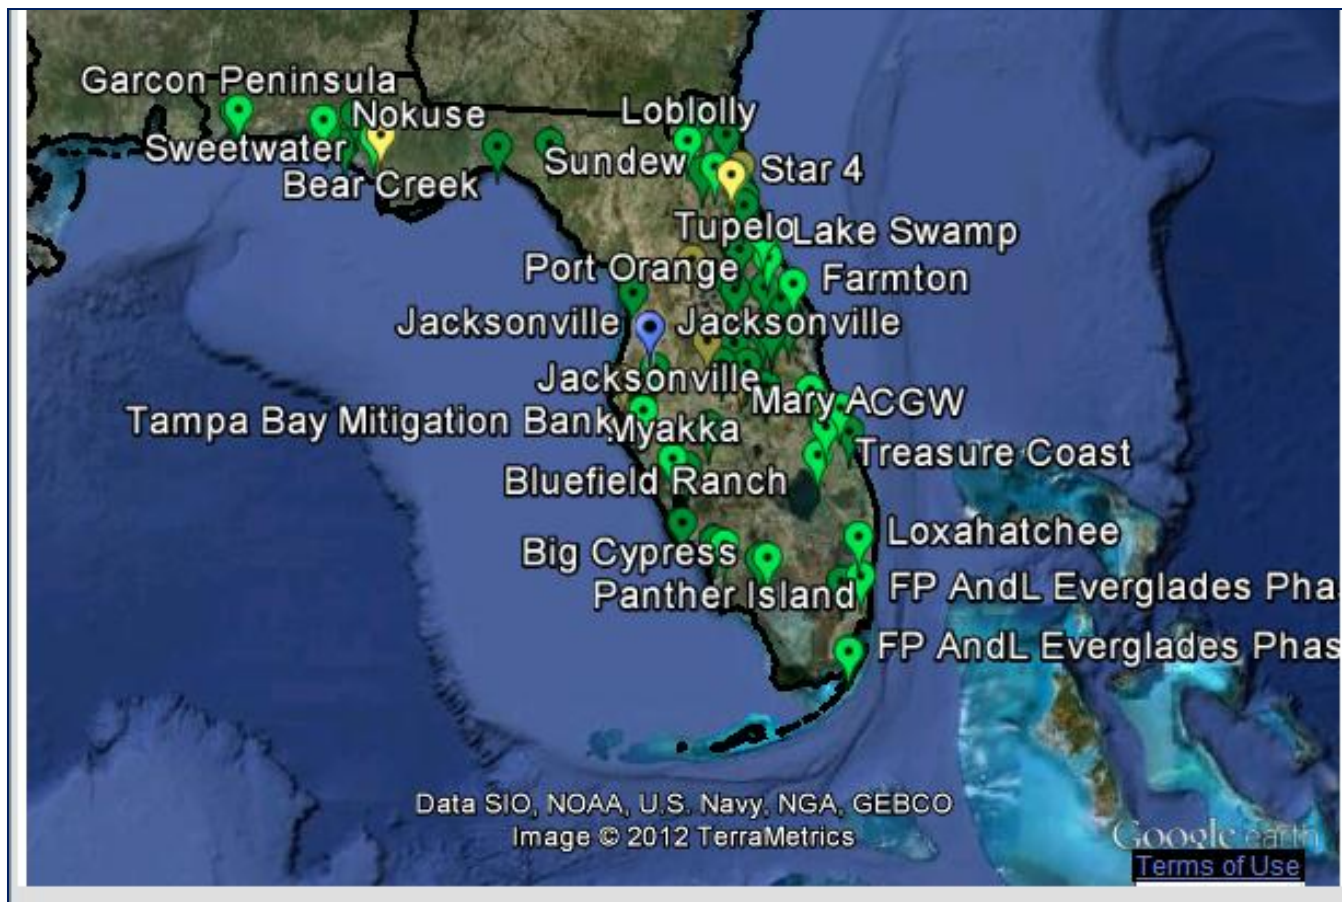 Garcon Peninsula
Nokuse
Loblolly
Sweetwater
Sundew
Star 4
Bear Creek
Tupelo
Lake Swamp
Port Orange
Farmton
Jacksonville
Jacksonville
Jacksonville
Mary A
CGW
Tampa Bay Mitigation Bank
Myakka
Treasure Coast
Bluefield Ranch
Loxahatchee
Big Cypress
Panther Island
FP AndL Everglades Pha
FP AndL Everglades Phas
Data SIO, NOAA, U.S. Navy, NGA, GEBCO
Image © 2012 TerraMetrics
Google earth
Terms of Use